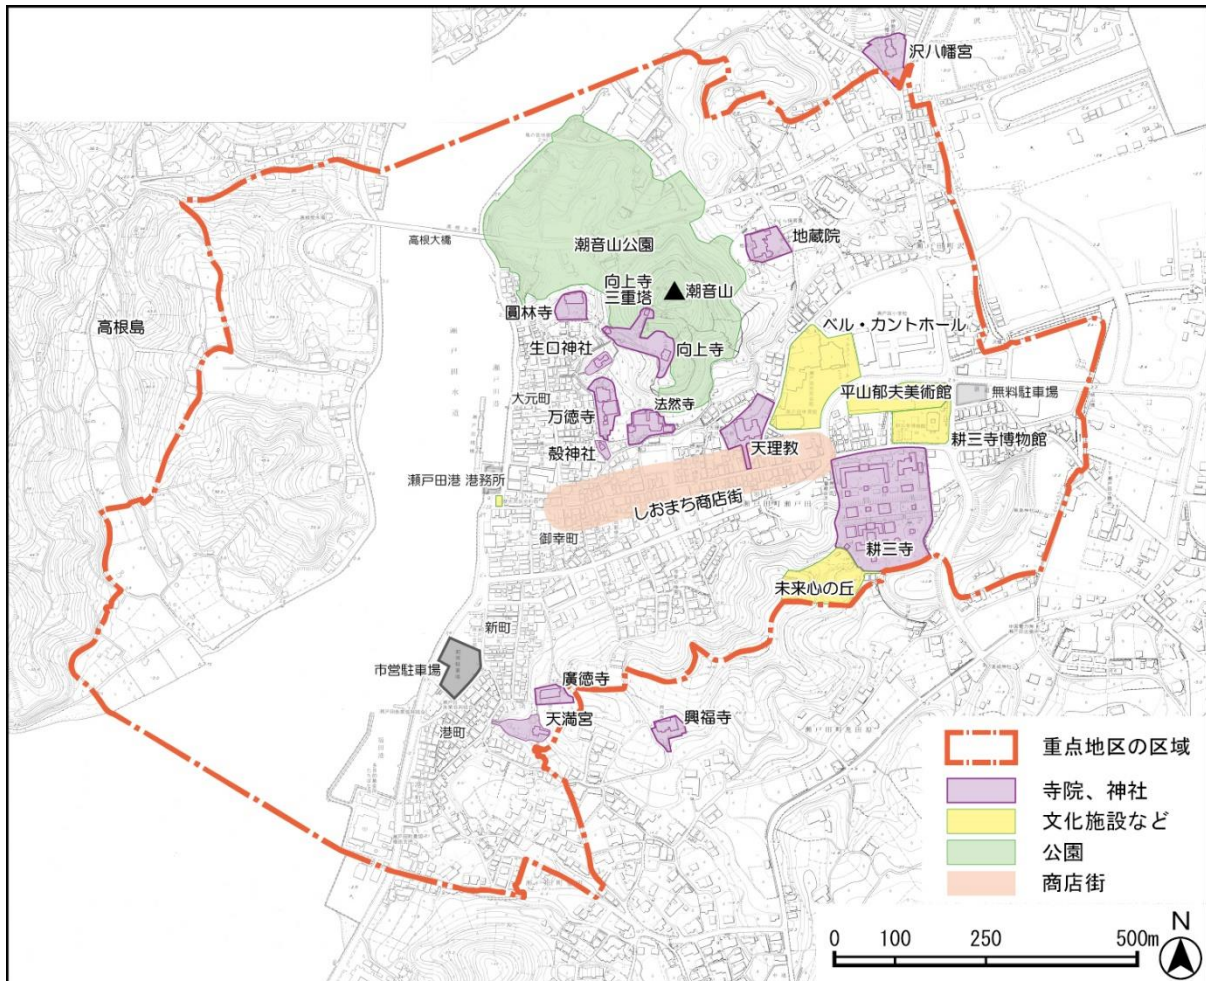 沢八幡宮
地蔵院
潮音山公園
高根大橋
向上寺
三重塔
潮音山
圓林寺
高根島
ベル・カントホール
生口神社
向上寺
平山郁夫美術館
無料駐車場
大元町
万徳寺
法然寺
耕三寺博物館
天理教
殻神社
瀬戸田港 港務所
しおまち商店街
御幸町
耕三寺
未来心の丘
新町
市営駐車場
廣徳寺
天満宮
興福寺
港町
重点地区の区域
寺院、神社
文化施設など
公園
商店街
N
0 100 250 500m